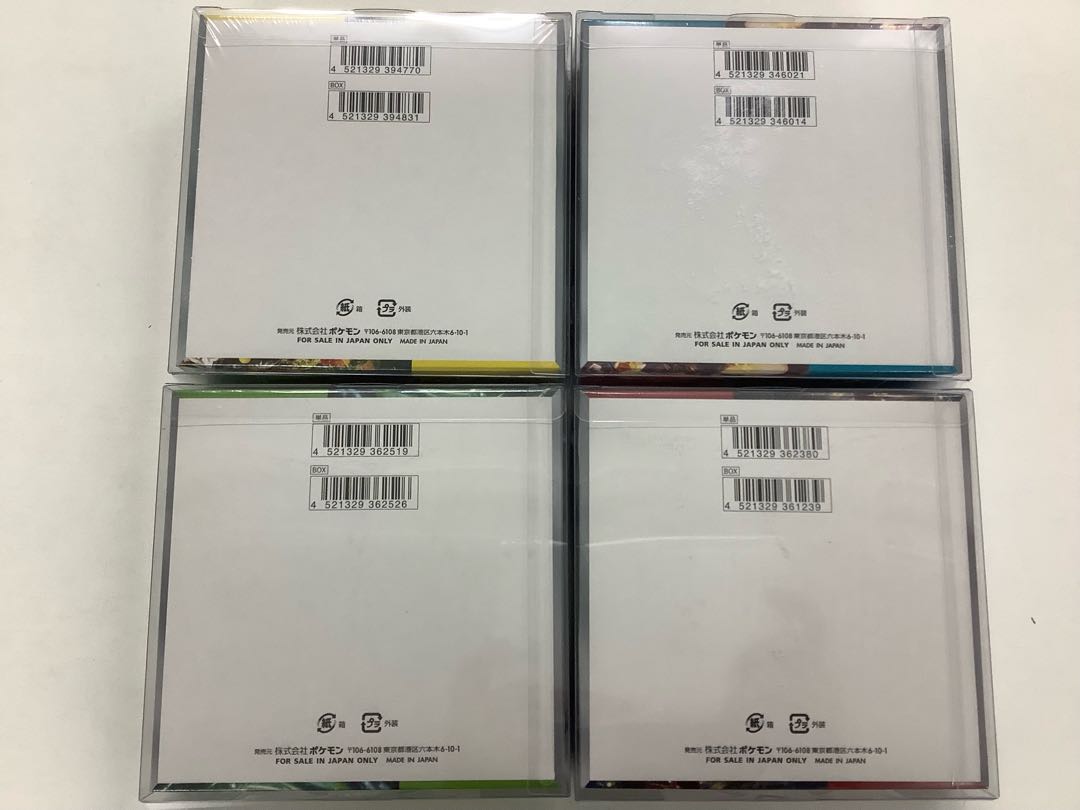 単品
4 521329 394770
BOX
4 521329 394831
紙 箱 プラ 外装
発売元 株式会社ポケモン 〒106-6108 東京都港区六本木6-10-1
FOR SALE IN JAPAN ONLY MADE IN JAPAN
単品
4 521329 346021
BOX
4 521329 346014
紙 箱 プラ 外装
発売元 株式会社ポケモン 〒106-6108 東京都港区六本木6-10-1
FOR SALE IN JAPAN ONLY MADE IN JAPAN
単品
4 521329 362519
BOX
4 521329 362526
紙 箱 プラ 外装
発売元 株式会社ポケモン 〒106-6108 東京都港区六本木6-10-1
FOR SALE IN JAPAN ONLY MADE IN JAPAN
単品
4 521329 362380
BOX
4 521329 361239
紙 箱 プラ 外装
発売元 株式会社ポケモン 〒106-6108 東京都港区六本木6-10-1
FOR SALE IN JAPAN ONLY MADE IN JAPAN